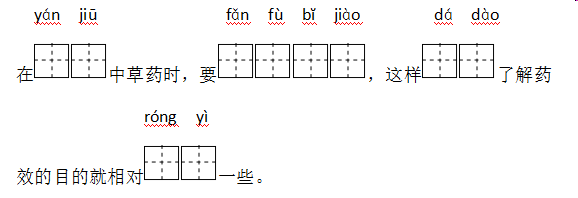 yán jiū fǎn fù bǐ jiào dá dào
在中草药时，要，这样了解药
róng yì
效的目的就相对一些。